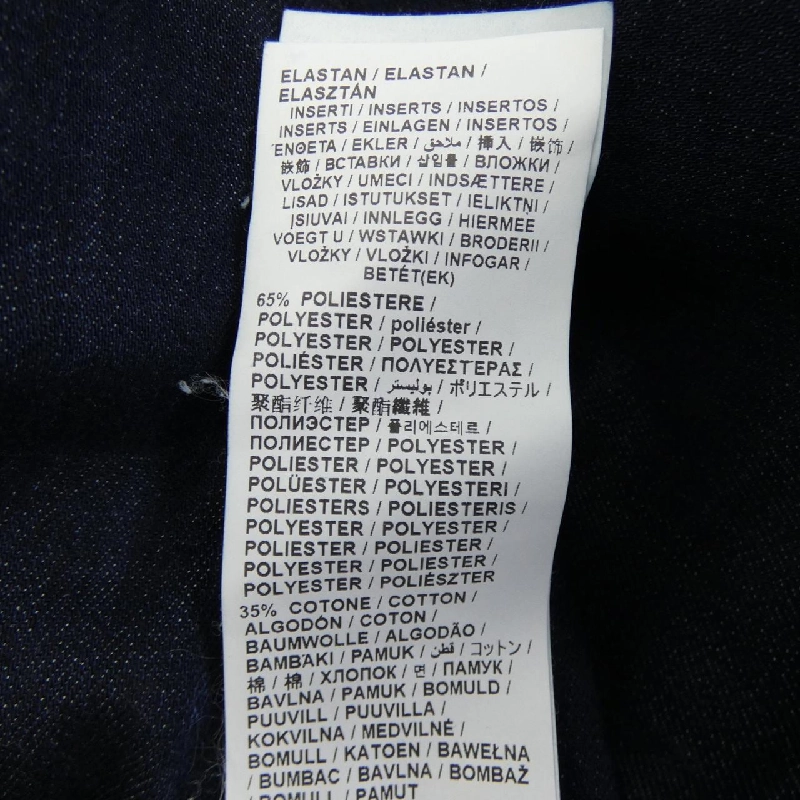 ELASTAN / ELASTAN /
ELASZTÁN
INSERTI / INSERTS / INSERTOS /
INSERTS / EINLAGEN / INSERTOS /
ΈΝΘΕΤΑ / EKLER / ملاحق / 挿入 / 嵌饰 /
嵌飾 / ВСТАВКИ / 삽입물 / ВЛОЖКИ /
VLOŽKY / UMECI / INDSÆTTERE /
LISAD / ISTUTUKSET / IELIKTŅI /
ĮSIUVAI / INNLEGG / HIERMEE
VOEGT U / WSTAWKI / BRODERII /
VLOŽKY / VLOŽKI / INFOGAR /
BETÉT(EK)
65% POLIESTERE /
POLYESTER / poliéster /
POLYESTER / POLYESTER /
POLIÉSTER / ΠΟΛΥΕΣΤΕΡΑΣ /
POLYESTER / بوليستر / ポリエステル /
聚酯纤维 / 聚酯纖維 /
ПОЛИЭСТЕР / 폴리에스테르 /
ПОЛИЕСТЕР / POLYESTER /
POLIESTER / POLYESTER /
POLÜESTER / POLYESTERI /
POLIESTERS / POLIESTERIS /
POLYESTER / POLYESTER /
POLIESTER / POLIESTER /
POLYESTER / POLIESTER /
POLYESTER / POLIÉSZTER
35% COTONE / COTTON /
ALGODÓN / COTON /
BAUMWOLLE / ALGODÃO /
ΒΑΜΒΆΚΙ / PAMUK / قطن / コットン /
棉 / 棉 / ХЛОПОК / 면 / ПАМУК /
BAVLNA / PAMUK / BOMULD /
PUUVILL / PUUVILLA /
KOKVILNA / MEDVILNĖ /
BOMULL / KATOEN / BAWEŁNA
/ BUMBAC / BAVLNA / BOMBAŽ
BOMULL / PAMUT